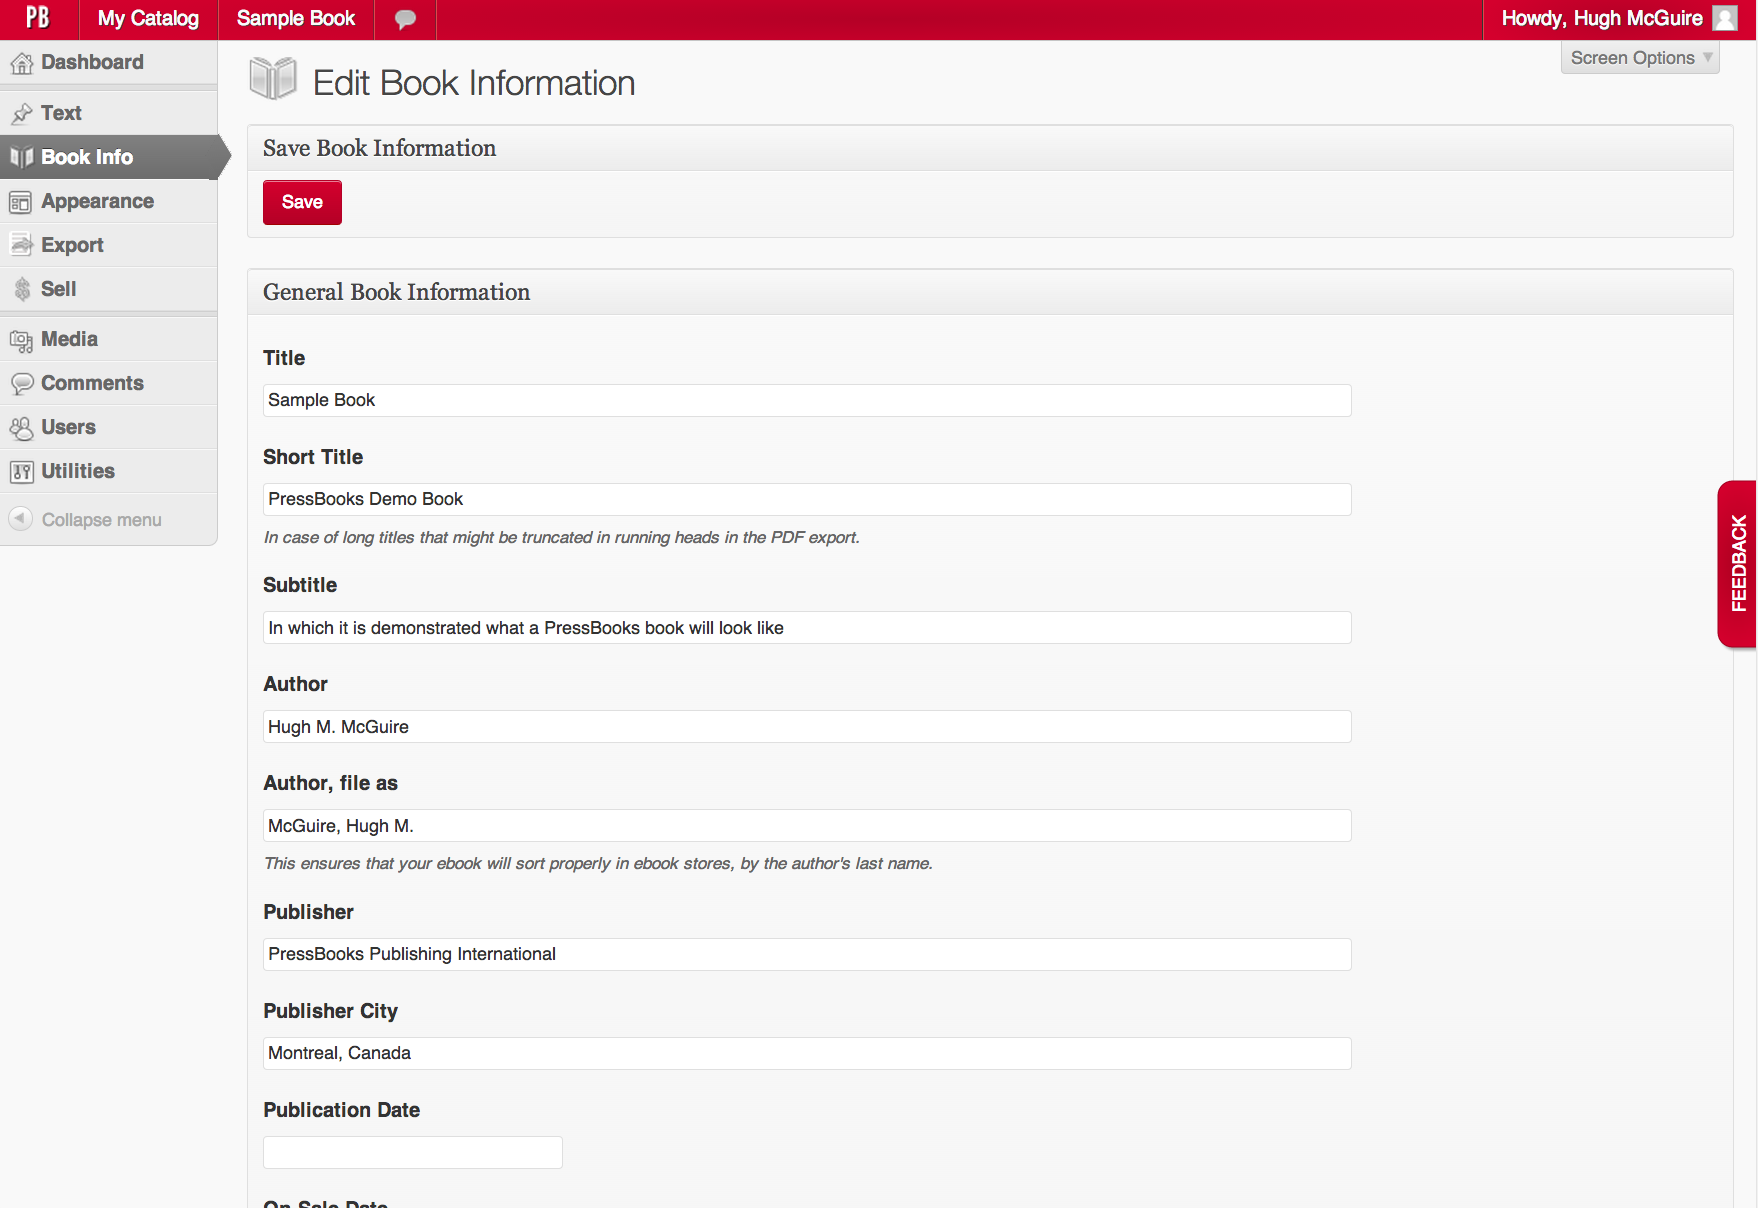 PB
My Catalog
Sample Book
Howdy, Hugh McGuire
Screen Options
Dashboard
Text
Book Info
Appearance
Export
Sell
Media
Comments
Users
Utilities
Collapse menu
Edit Book Information
Save Book Information
Save
General Book Information
Title
Sample Book
Short Title
PressBooks Demo Book
In case of long titles that might be truncated in running heads in the PDF export.
Subtitle
In which it is demonstrated what a PressBooks book will look like
Author
Hugh M. McGuire
Author, file as
McGuire, Hugh M.
This ensures that your ebook will sort properly in ebook stores, by the author's last name.
Publisher
PressBooks Publishing International
Publisher City
Montreal, Canada
Publication Date
On Sale Date
FEEDBACK